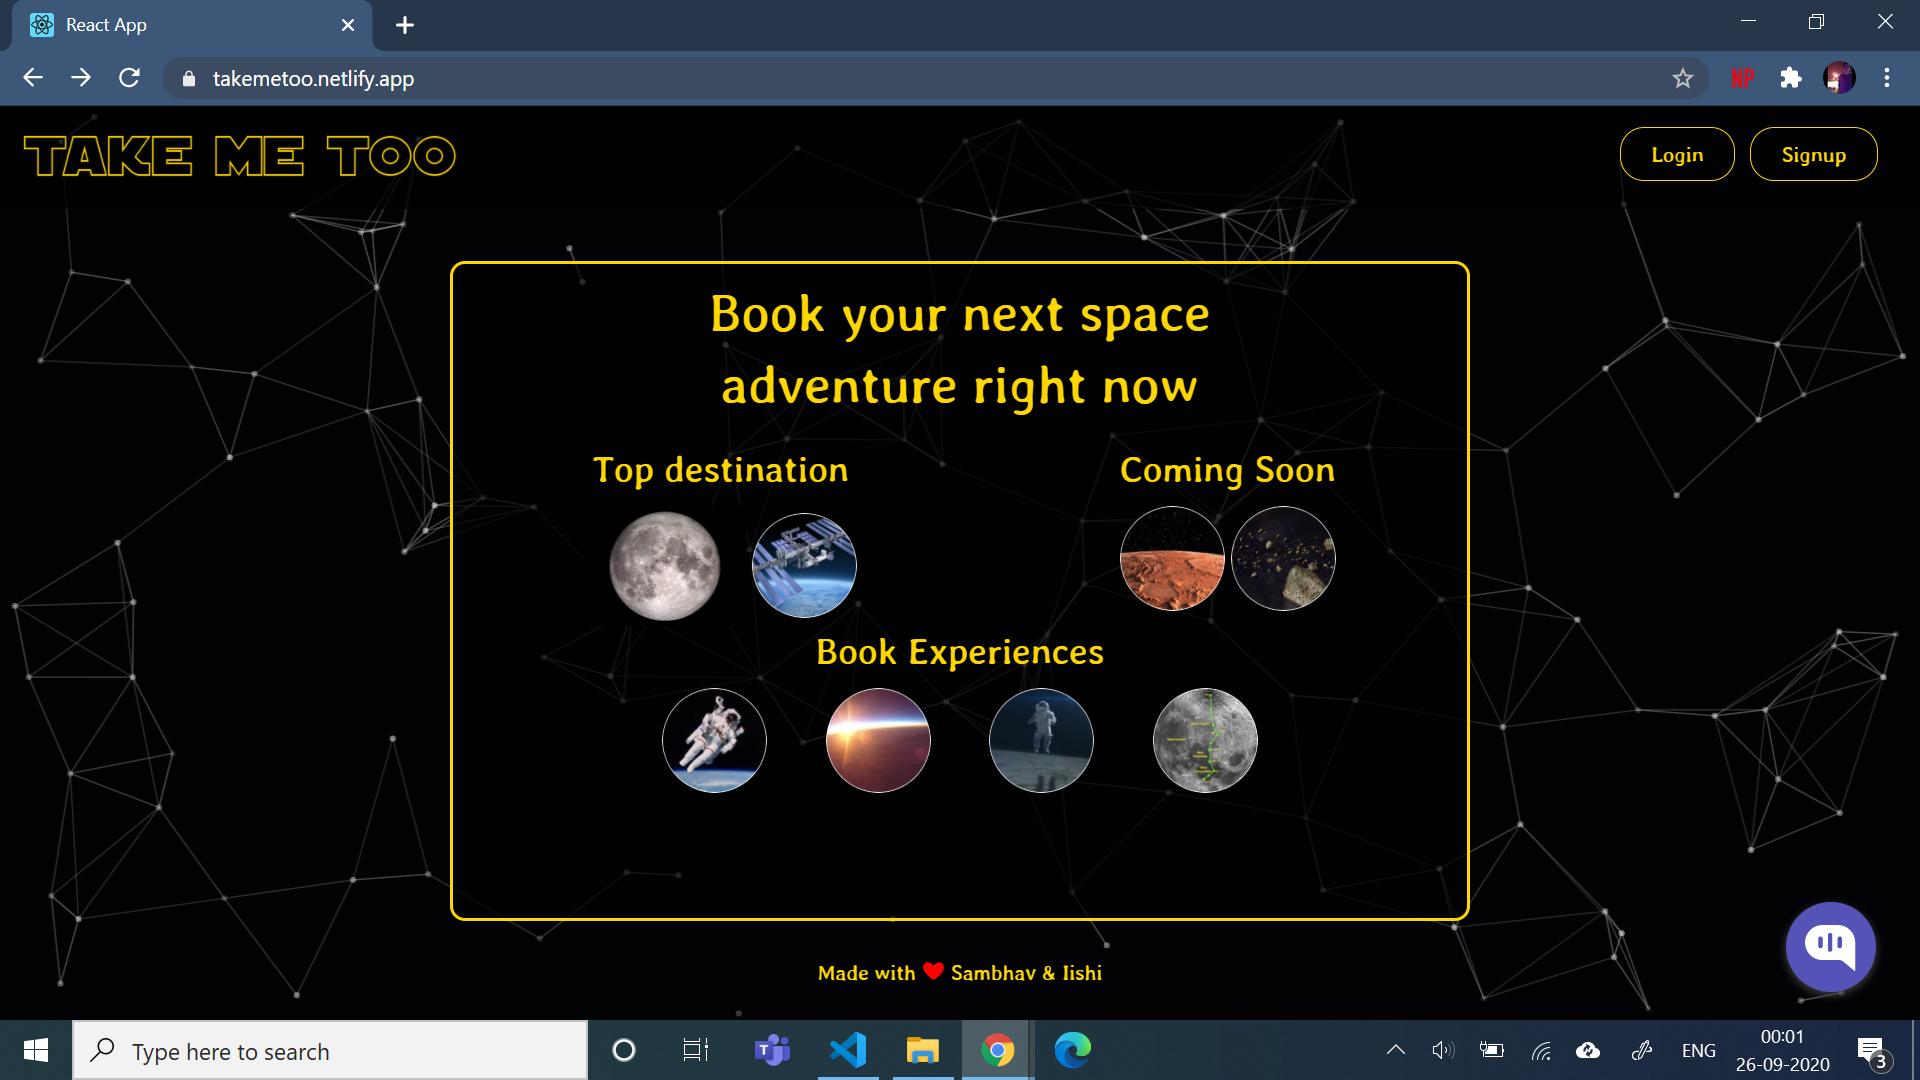 React App
takemetoo.netlify.app
NP
TAKE ME TOO
Login
Signup
Book your next space
adventure right now
Top destination
Coming Soon
Book Experiences
Made with ❤ Sambhav & Iishi
Type here to search
ENG
00:01
26-09-2020
3